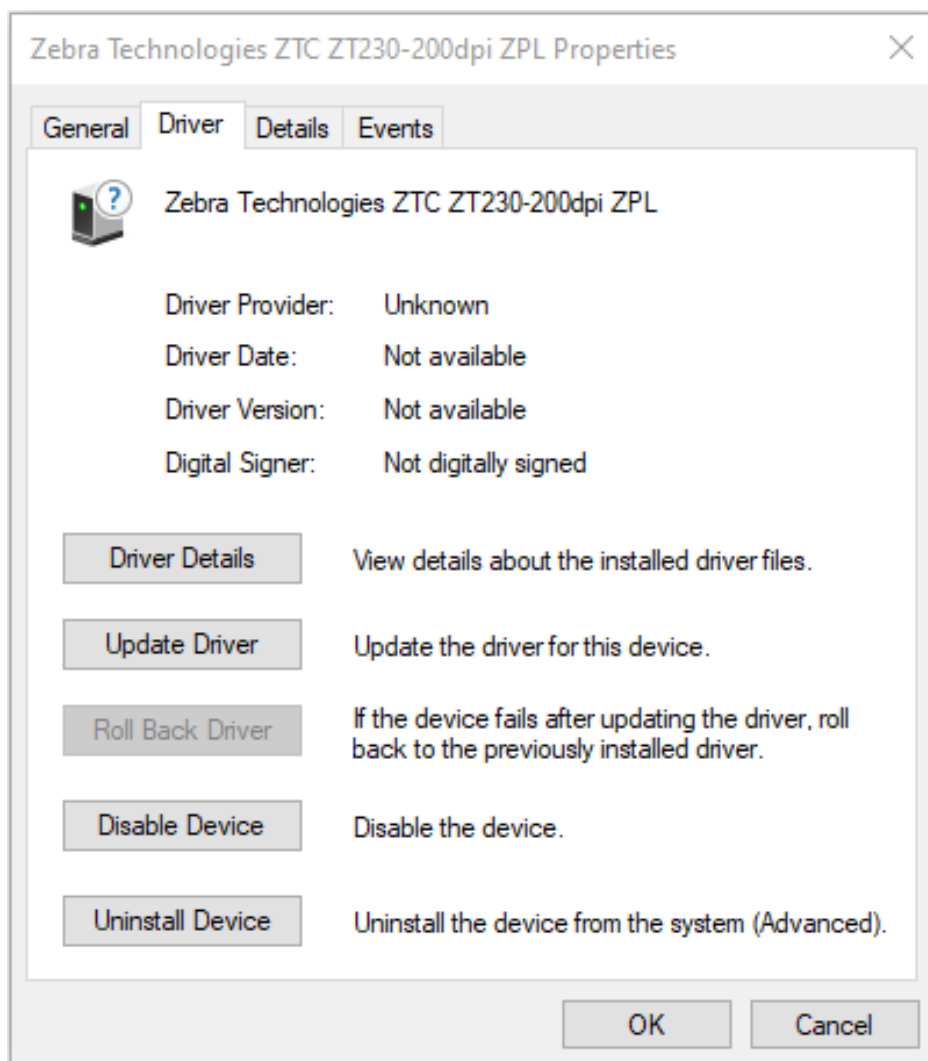 Zebra Technologies ZTC ZT230-200dpi ZPL Properties
General Driver Details Events
Zebra Technologies ZTC ZT230-200dpi ZPL
Driver Provider: Unknown
Driver Date: Not available
Driver Version: Not available
Digital Signer: Not digitally signed
Driver Details View details about the installed driver files.
Update Driver Update the driver for this device.
Roll Back Driver If the device fails after updating the driver, roll
back to the previously installed driver.
Disable Device Disable the device.
Uninstall Device Uninstall the device from the system (Advanced).
OK Cancel